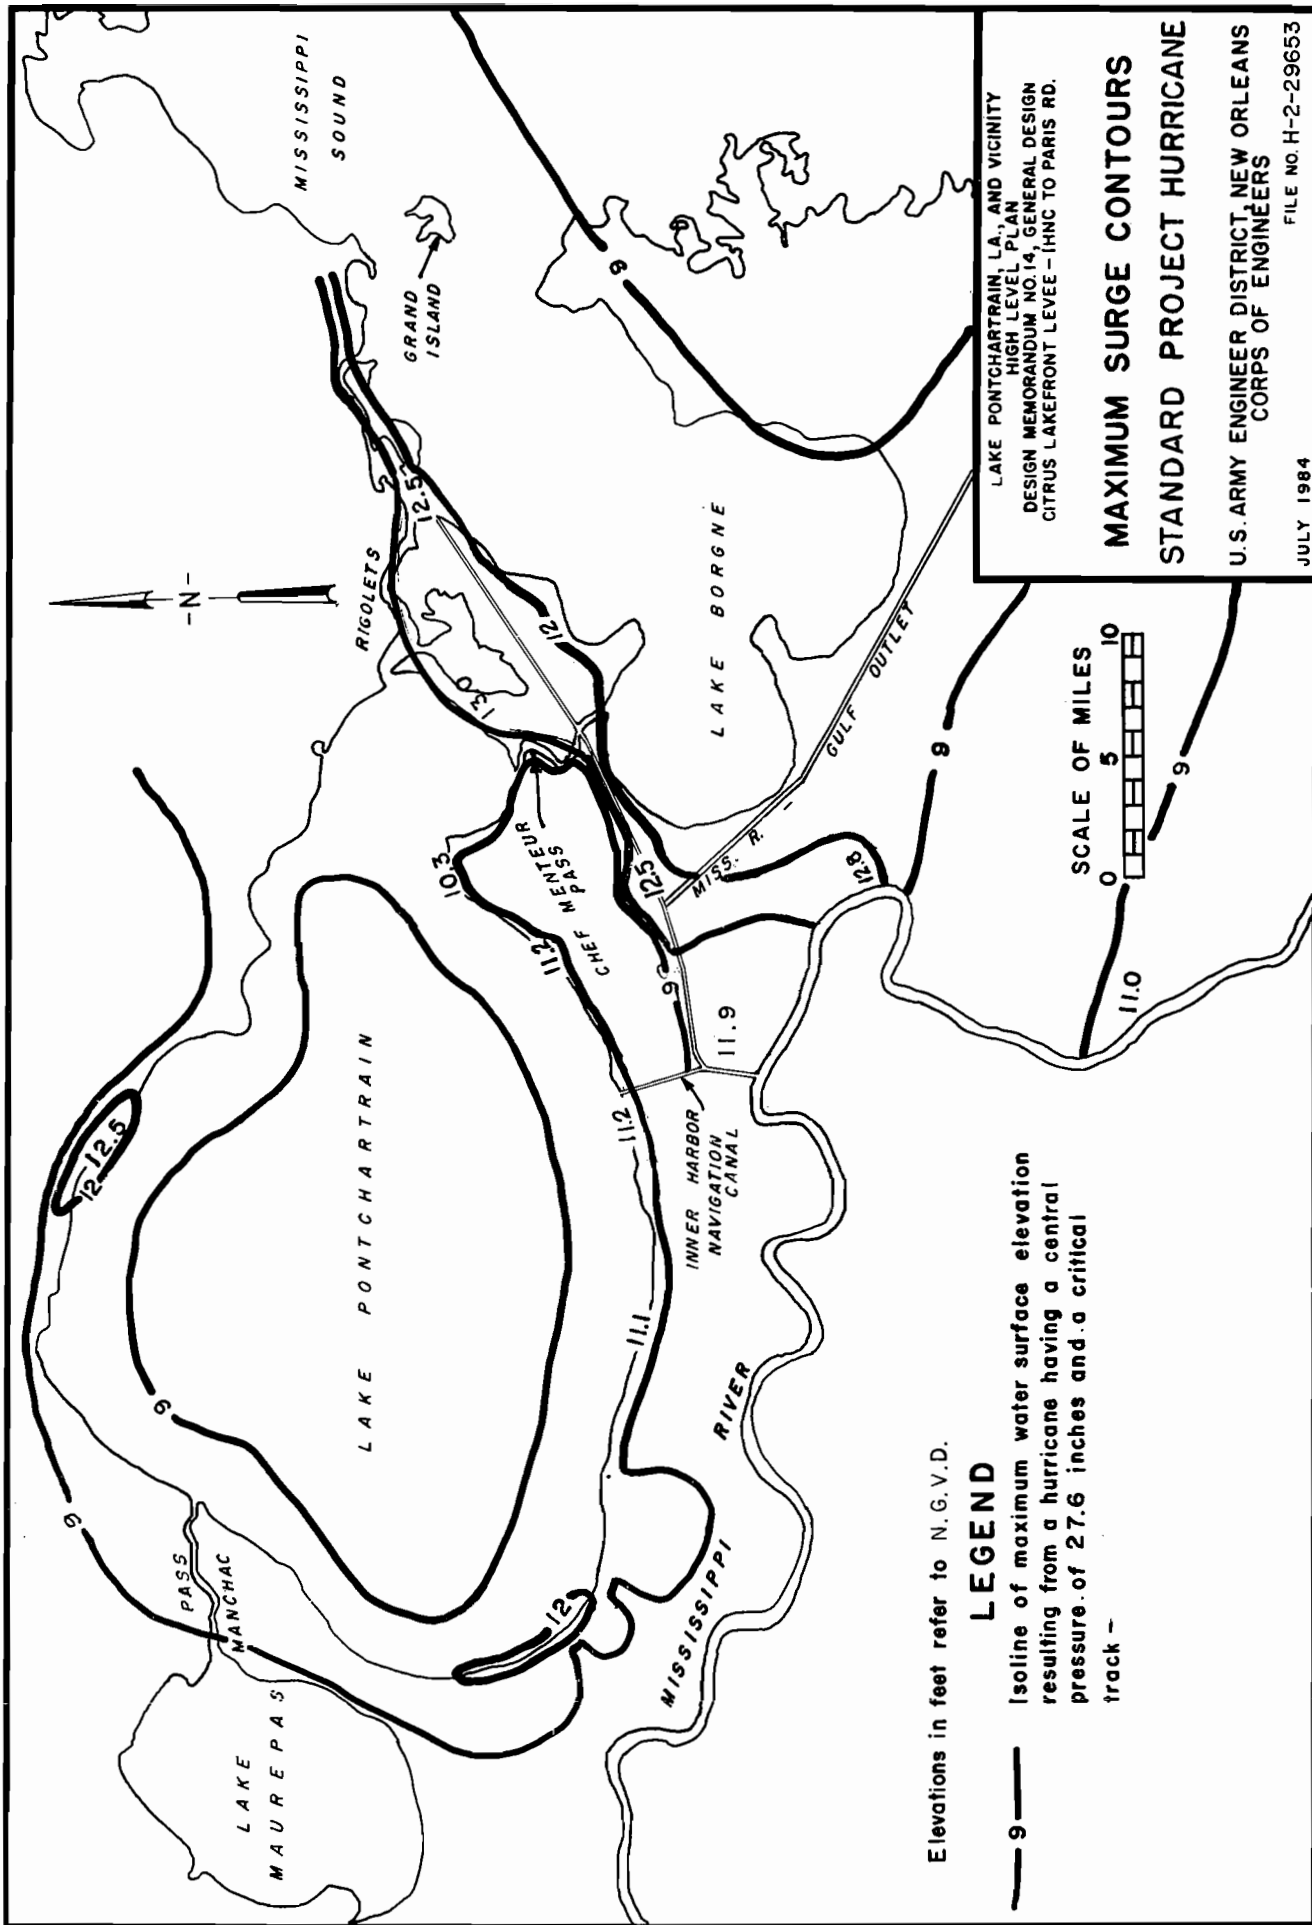 MISSISSIPPI
SOUND
GRAND
ISLAND
-N-
RIGOLETS
12.5
13.0
12
LAKE BORGNE
9
GULF OUTLET
MISS. R. -
12.5
12.8
9
9
11.0
CHEF MENTEUR
PASS
10.3
11.2
9
11.9
INNER HARBOR
NAVIGATION
CANAL
11.2
11.1
LAKE PONTCHARTRAIN
12.5
12
9
9
PASS
MANCHAC
LAKE
MAUREPAS
12
MISSISSIPPI RIVER
SCALE OF MILES
0 5 10
Elevations in feet refer to N.G.V.D.
LEGEND
9
Isoline of maximum water surface elevation
resulting from a hurricane having a central
pressure of 27.6 inches and a critical
track -
LAKE PONTCHARTRAIN, LA., AND VICINITY
HIGH LEVEL PLAN
DESIGN MEMORANDUM NO. 14, GENERAL DESIGN
CITRUS LAKEFRONT LEVEE - IHNC TO PARIS RD.
MAXIMUM SURGE CONTOURS
STANDARD PROJECT HURRICANE
U.S. ARMY ENGINEER DISTRICT, NEW ORLEANS
CORPS OF ENGINEERS
JULY 1984 FILE NO. H-2-29653